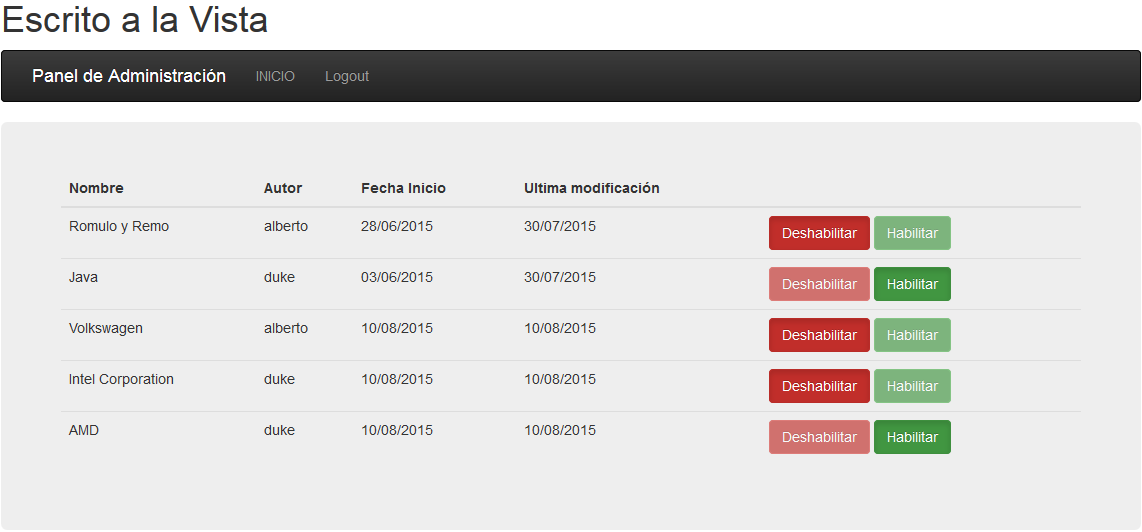 Escrito a la Vista
Panel de Administración INICIO Logout
Nombre Autor Fecha Inicio Ultima modificación
Romulo y Remo alberto 28/06/2015 30/07/2015 Deshabilitar Habilitar
Java duke 03/06/2015 30/07/2015 Deshabilitar Habilitar
Volkswagen alberto 10/08/2015 10/08/2015 Deshabilitar Habilitar
Intel Corporation duke 10/08/2015 10/08/2015 Deshabilitar Habilitar
AMD duke 10/08/2015 10/08/2015 Deshabilitar Habilitar